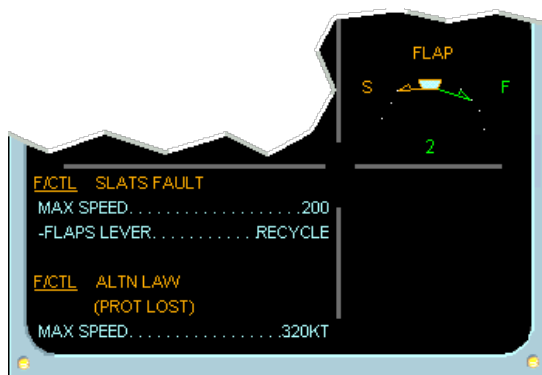 FLAP
S F
2
F/CTL SLATS FAULT
MAX SPEED.....................200
-FLAPS LEVER............RECYCLE
F/CTL ALTN LAW
(PROT LOST)
MAX SPEED...................320KT